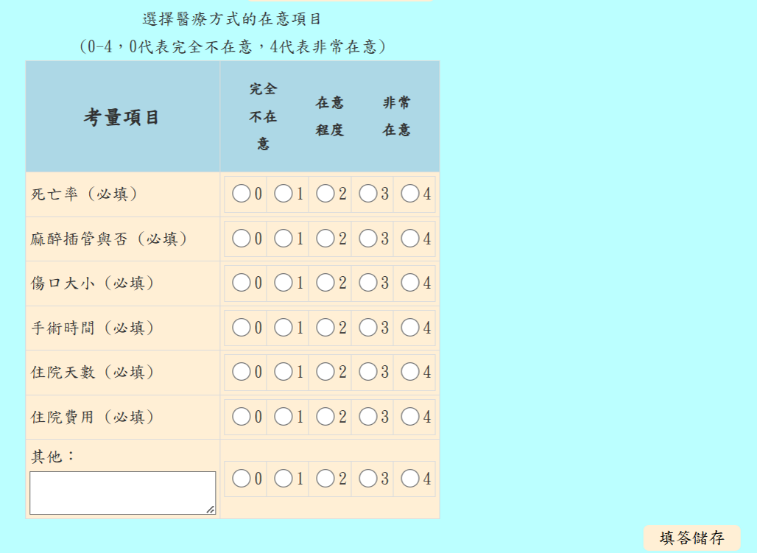 選擇醫療方式的在意項目
（0-4，0代表完全不在意，4代表非常在意）
考量項目
完全
不在
意
在意
程度
非常
在意
死亡率（必填）
0 1 2 3 4
麻醉插管與否（必填）
0 1 2 3 4
傷口大小（必填）
0 1 2 3 4
手術時間（必填）
0 1 2 3 4
住院天數（必填）
0 1 2 3 4
住院費用（必填）
0 1 2 3 4
其他：
0 1 2 3 4
填答儲存